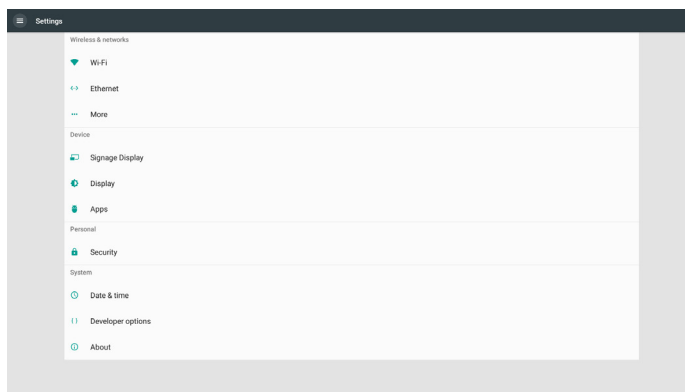 Settings
Wireless & networks
Wi-Fi
Ethernet
More
Device
Signage Display
Display
Apps
Personal
Security
System
Date & time
Developer options
About